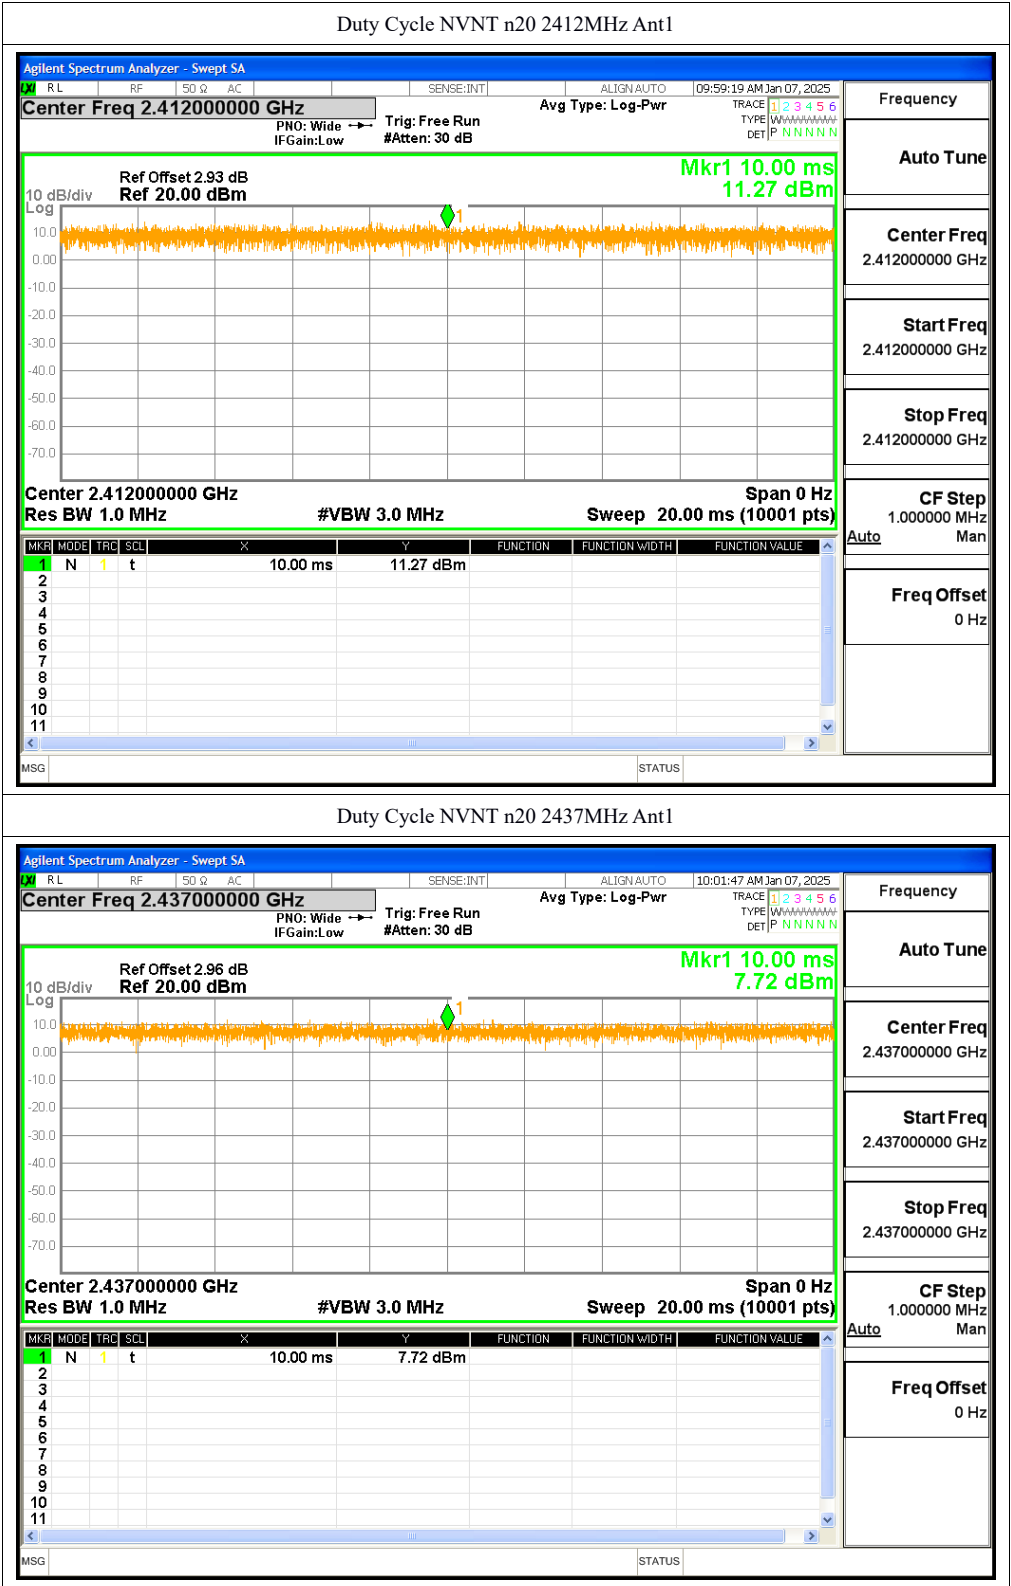 Duty Cycle NVNT n20 2412MHz Ant1
Agilent Spectrum Analyzer - Swept SA
LXI RL RF 50 Ω AC SENSE:INT ALIGN AUTO 09:59:19 AM Jan 07, 2025
Center Freq 2.412000000 GHz
PNO: Wide
IFGain:Low
Trig: Free Run
#Atten: 30 dB
Avg Type: Log-Pwr
TRACE 1 2 3 4 5 6
TYPE W
DET P N N N N N
Mkr1 10.00 ms
11.27 dBm
Ref Offset 2.93 dB
10 dB/div Ref 20.00 dBm
Log
1
10.0
0.00
-10.0
-20.0
-30.0
-40.0
-50.0
-60.0
-70.0
Center 2.412000000 GHz Span 0 Hz
Res BW 1.0 MHz #VBW 3.0 MHz Sweep 20.00 ms (10001 pts)
MKR MODE TRC SCL X Y FUNCTION FUNCTION WIDTH FUNCTION VALUE
1 N 1 t 10.00 ms 11.27 dBm
2
3
4
5
6
7
8
9
10
11
MSG STATUS
Frequency
Auto Tune
Center Freq
2.412000000 GHz
Start Freq
2.412000000 GHz
Stop Freq
2.412000000 GHz
CF Step
1.000000 MHz
Auto Man
Freq Offset
0 Hz
Duty Cycle NVNT n20 2437MHz Ant1
Agilent Spectrum Analyzer - Swept SA
LXI RL RF 50 Ω AC SENSE:INT ALIGN AUTO 10:01:47 AM Jan 07, 2025
Center Freq 2.437000000 GHz
PNO: Wide
IFGain:Low
Trig: Free Run
#Atten: 30 dB
Avg Type: Log-Pwr
TRACE 1 2 3 4 5 6
TYPE W
DET P N N N N N
Mkr1 10.00 ms
7.72 dBm
Ref Offset 2.96 dB
10 dB/div Ref 20.00 dBm
Log
1
10.0
0.00
-10.0
-20.0
-30.0
-40.0
-50.0
-60.0
-70.0
Center 2.437000000 GHz Span 0 Hz
Res BW 1.0 MHz #VBW 3.0 MHz Sweep 20.00 ms (10001 pts)
MKR MODE TRC SCL X Y FUNCTION FUNCTION WIDTH FUNCTION VALUE
1 N 1 t 10.00 ms 7.72 dBm
2
3
4
5
6
7
8
9
10
11
MSG STATUS
Frequency
Auto Tune
Center Freq
2.437000000 GHz
Start Freq
2.437000000 GHz
Stop Freq
2.437000000 GHz
CF Step
1.000000 MHz
Auto Man
Freq Offset
0 Hz